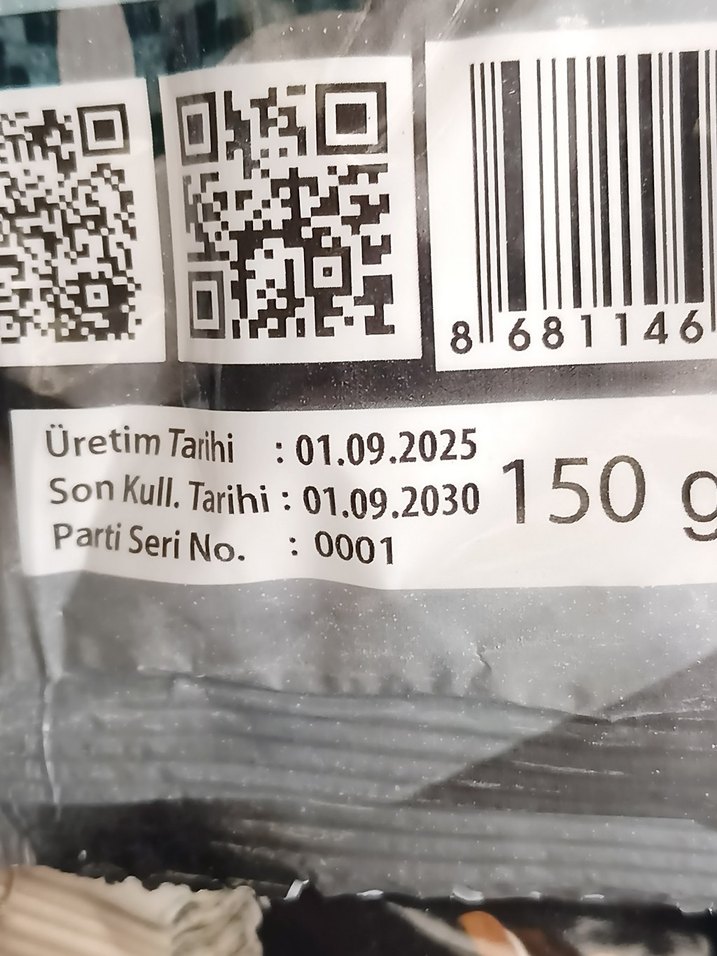 8 681146
Üretim Tarihi : 01.09.2025
Son Kull. Tarihi : 01.09.2030
Parti Seri No. : 0001
150 g